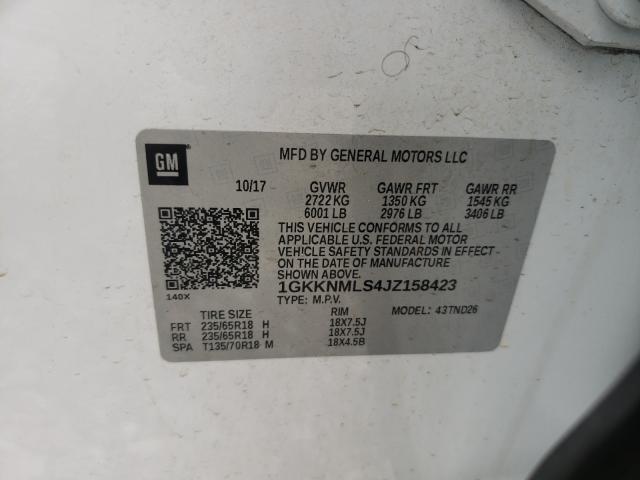 GM
MFD BY GENERAL MOTORS LLC
10/17 GVWR GAWR FRT GAWR RR
2722 KG 1350 KG 1545 KG
6001 LB 2976 LB 3406 LB
THIS VEHICLE CONFORMS TO ALL
APPLICABLE U.S. FEDERAL MOTOR
VEHICLE SAFETY STANDARDS IN EFFECT
ON THE DATE OF MANUFACTURE
SHOWN ABOVE.
140X
1GKKNMLS4JZ158423
TYPE: M.P.V. MODEL: 43TND26
TIRE SIZE RIM
FRT 235/65R18 H 18X7.5J
RR 235/65R18 H 18X7.5J
SPA T135/70R18 M 18X4.5B